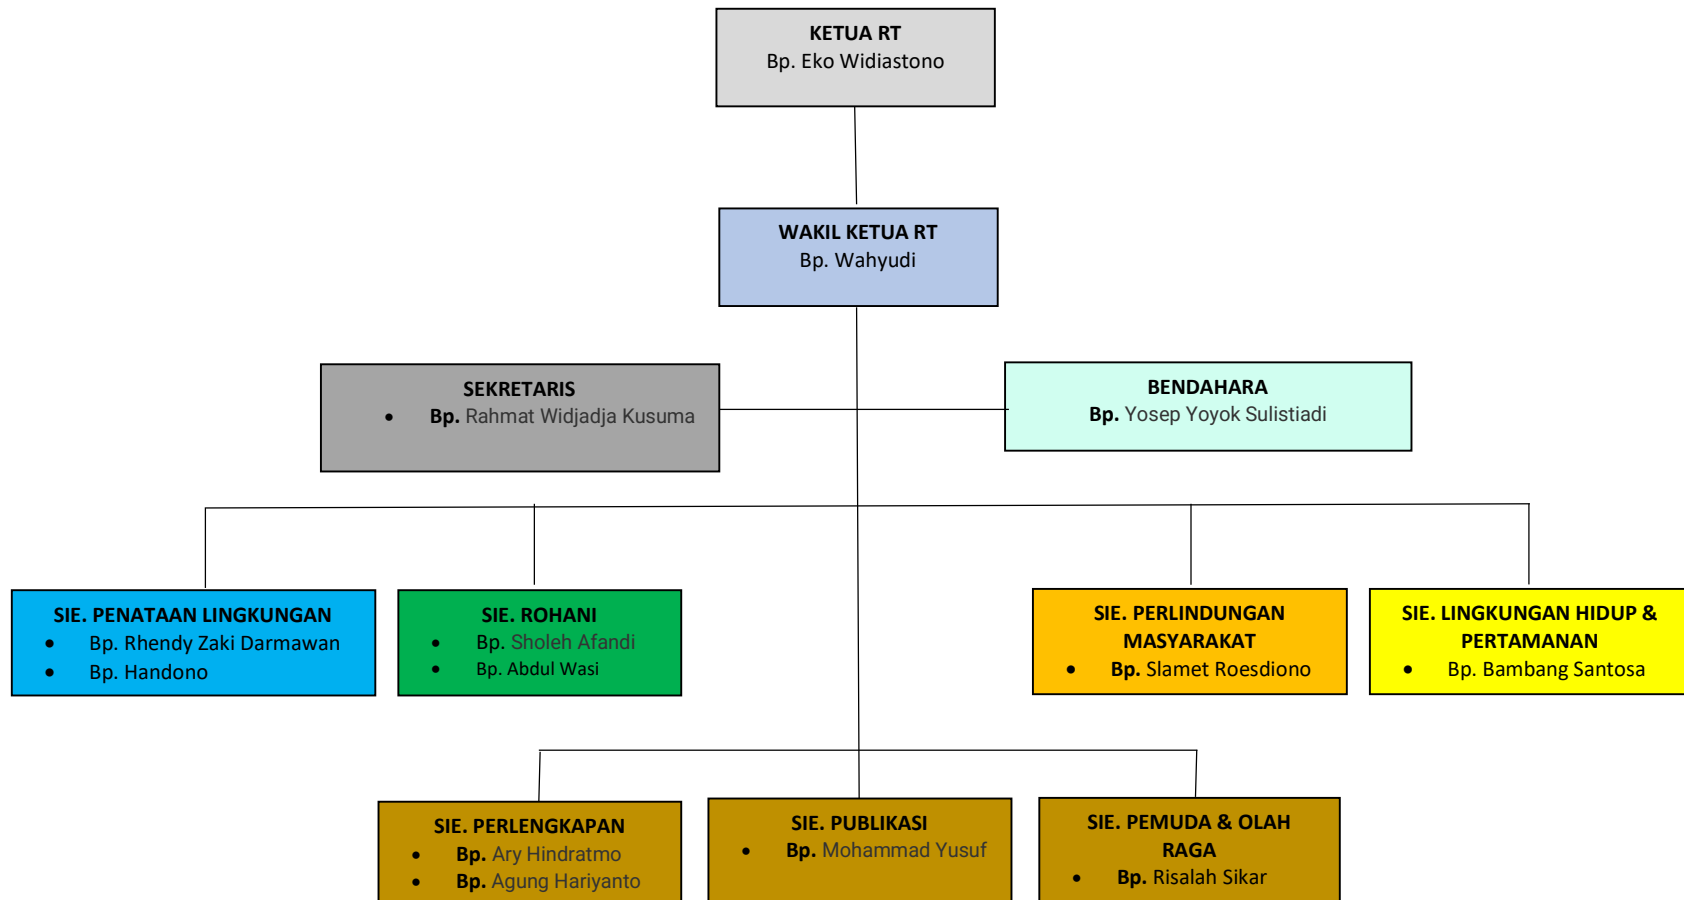 KETUA RT
Bp. Eko Widiastono
WAKIL KETUA RT
Bp. Wahyudi
SEKRETARIS
• Bp. Rahmat Widjadja Kusuma
BENDAHARA
Bp. Yosep Yoyok Sulistiadi
SIE. PENATAAN LINGKUNGAN
• Bp. Rhendy Zaki Darmawan
• Bp. Handono
SIE. ROHANI
• Bp. Sholeh Afandi
• Bp. Abdul Wasi
SIE. PERLINDUNGAN
MASYARAKAT
• Bp. Slamet Roesdiono
SIE. LINGKUNGAN HIDUP &
PERTAMANAN
• Bp. Bambang Santosa
SIE. PERLENGKAPAN
• Bp. Ary Hindratmo
• Bp. Agung Hariyanto
SIE. PUBLIKASI
• Bp. Mohammad Yusuf
SIE. PEMUDA & OLAH
RAGA
• Bp. Risalah Sikar